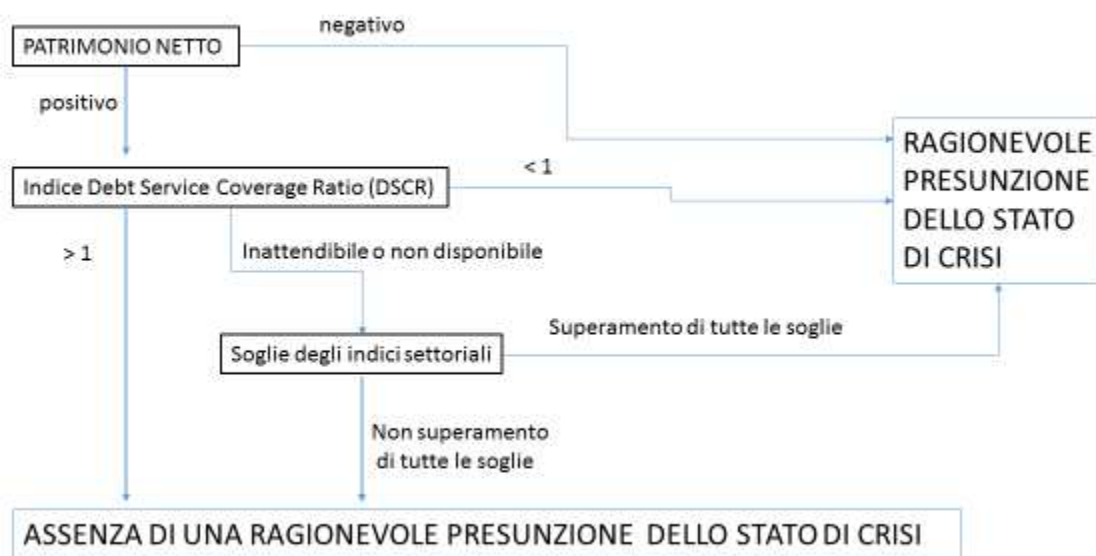 negativo
PATRIMONIO NETTO
positivo
RAGIONEVOLE
PRESUNZIONE
DELLO STATO
DI CRISI
< 1
Indice Debt Service Coverage Ratio (DSCR)
> 1
Inattendibile o non disponibile
Superamento di tutte le soglie
Soglie degli indici settoriali
Non superamento
di tutte le soglie
ASSENZA DI UNA RAGIONEVOLE PRESUNZIONE DELLO STATO DI CRISI